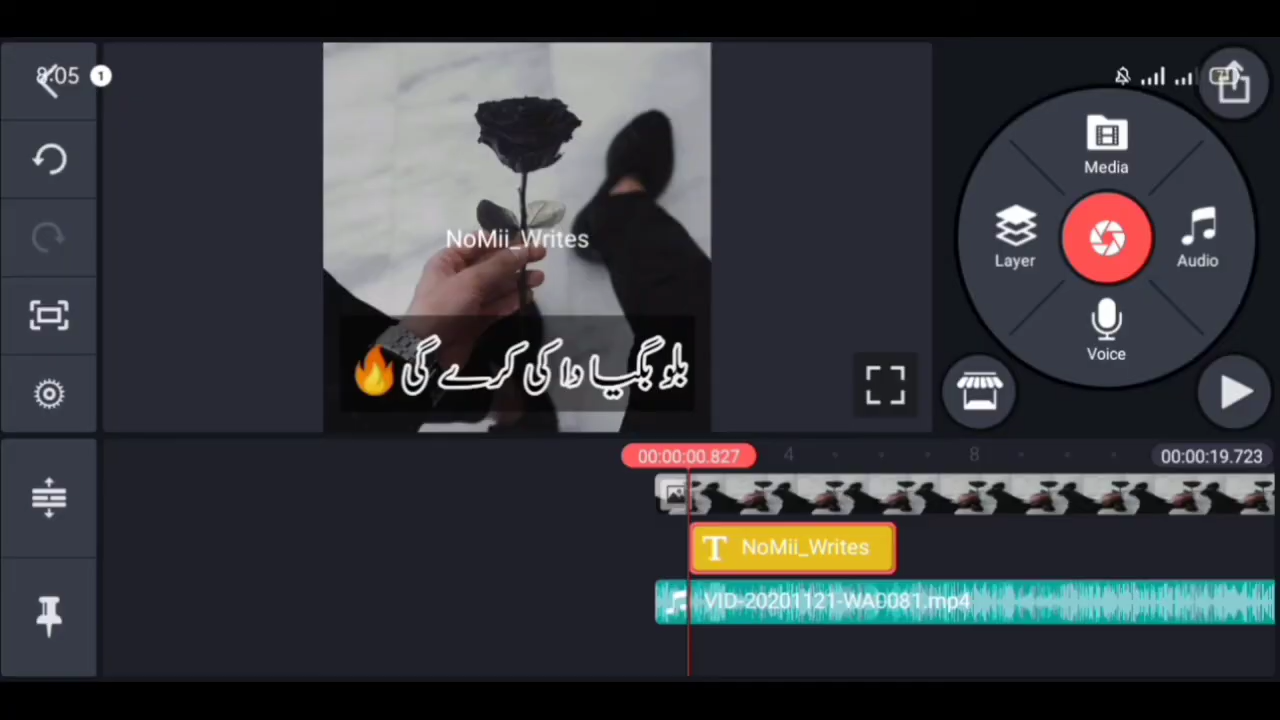 8:05
1
Media
NoMii_Writes
Layer
Audio
بلو بگیا دا کی کرے گی🔥
Voice
00:00:00.827
4
8
00:00:19.723
T NoMii_Writes
VID-20201121-WA0081.mp4